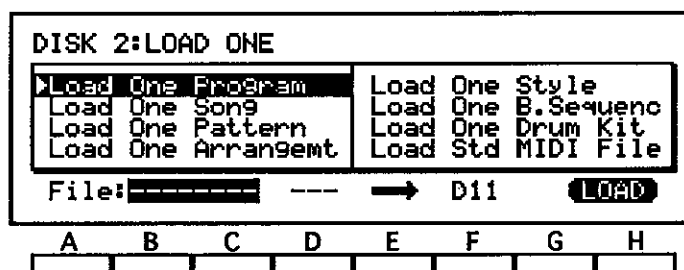 DISK 2:LOAD ONE
Load One Program
Load One Song
Load One Pattern
Load One Arrangemt
Load One Style
Load One B.Sequenc
Load One Drum Kit
Load Std MIDI File
File:--------- --- → D11 LOAD
A B C D E F G H